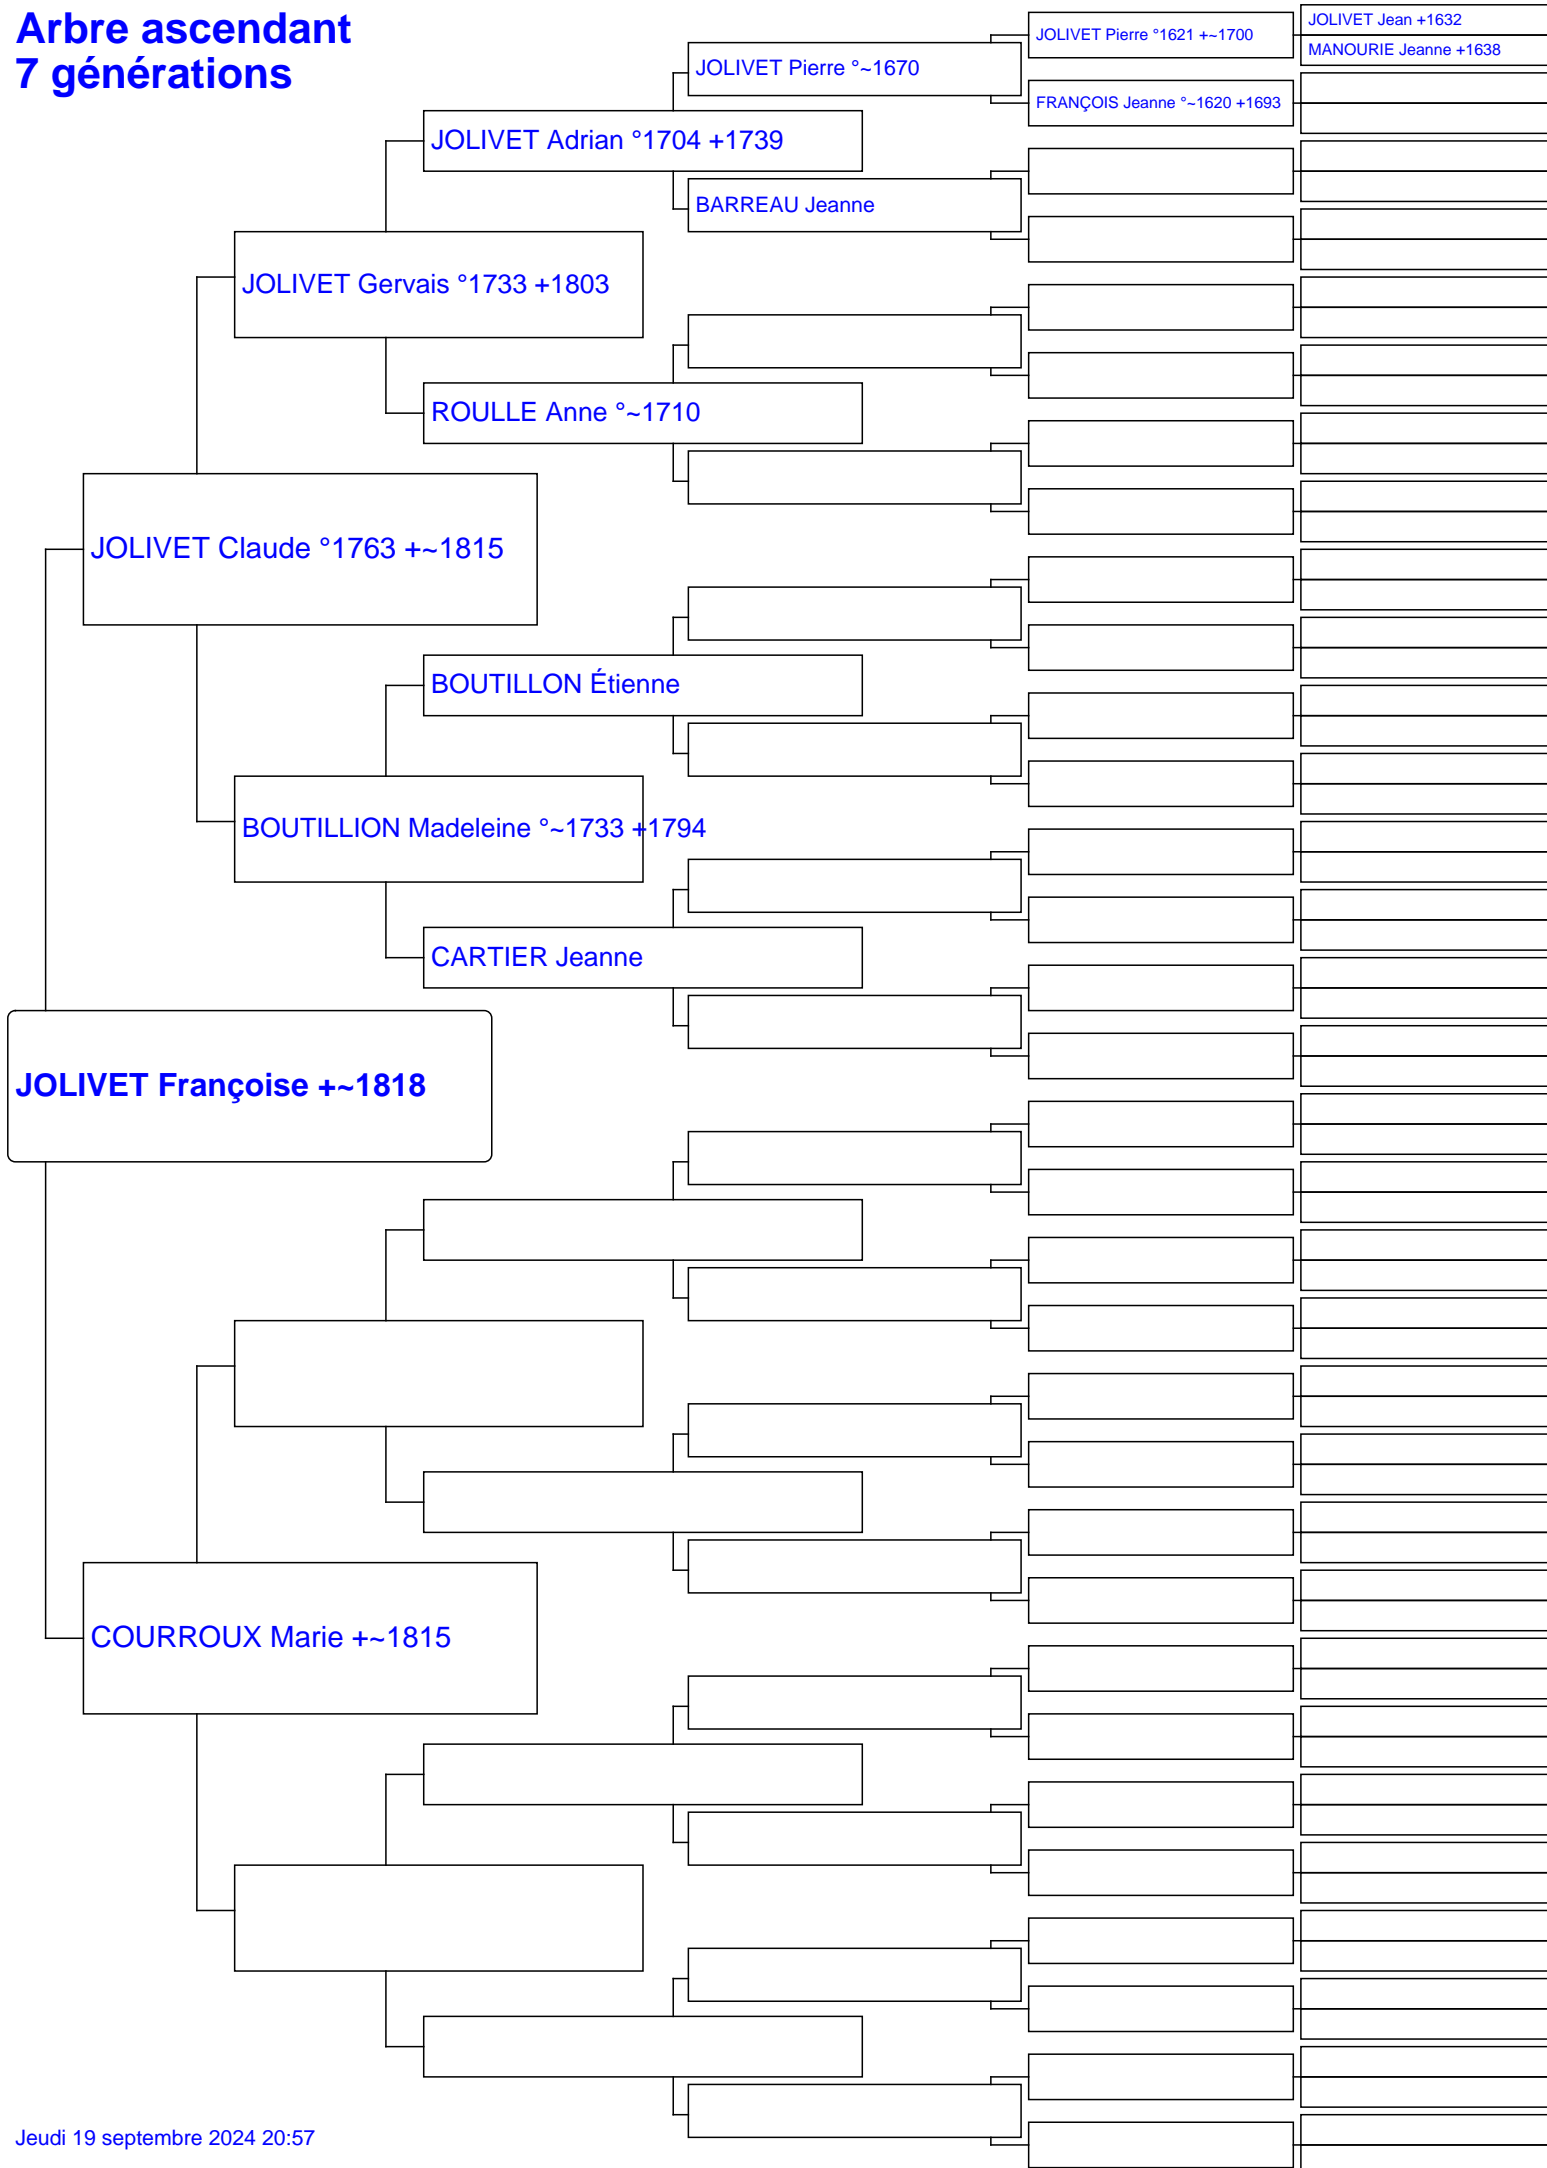 Arbre ascendant
7 générations
JOLIVET Jean +1632
JOLIVET Pierre °1621 +~1700
MANOURIE Jeanne +1638
JOLIVET Pierre °~1670
FRANÇOIS Jeanne °~1620 +1693
JOLIVET Adrian °1704 +1739
BARREAU Jeanne
JOLIVET Gervais °1733 +1803
ROULLE Anne °~1710
JOLIVET Claude °1763 +~1815
BOUTILLON Étienne
BOUTILLION Madeleine °~1733 +1794
CARTIER Jeanne
JOLIVET Françoise +~1818
COURROUX Marie +~1815
Jeudi 19 septembre 2024 20:57